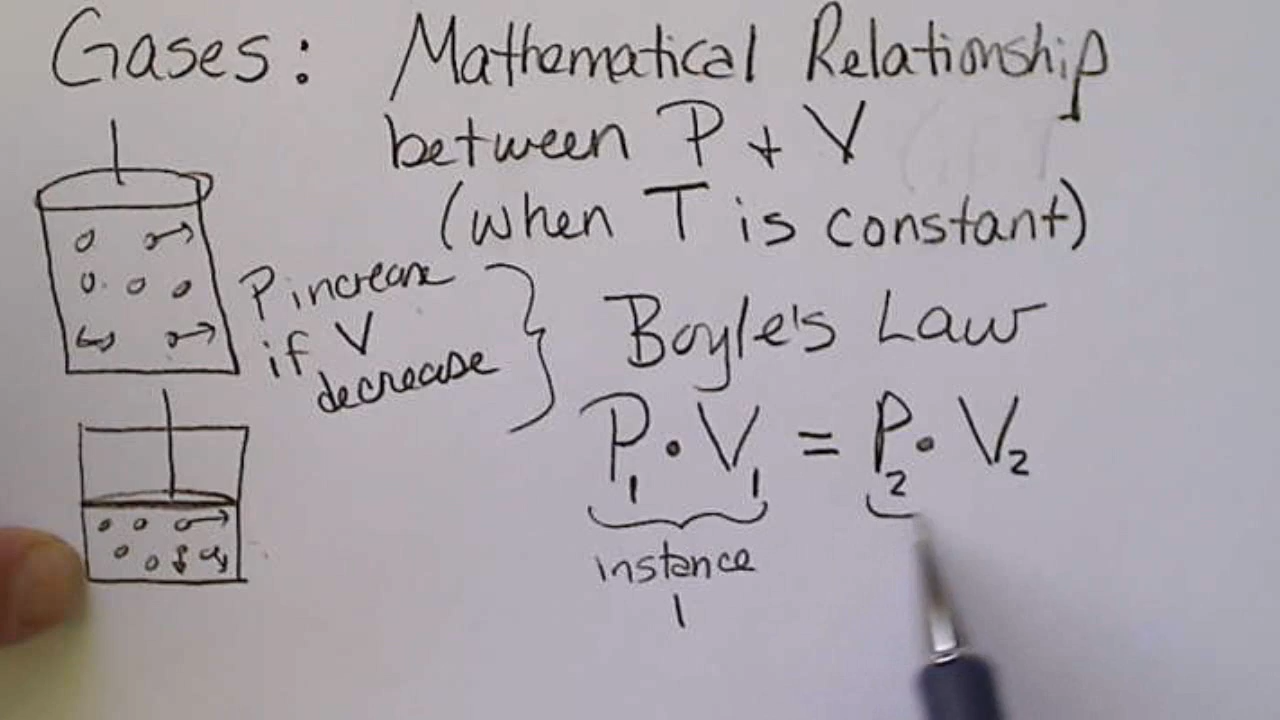 Gases: Mathematical Relationship
between P + V
(when T is constant)
P increase
if V
decrease
Boyle's Law
P₁ · V₁ = P₂ · V₂
instance
1